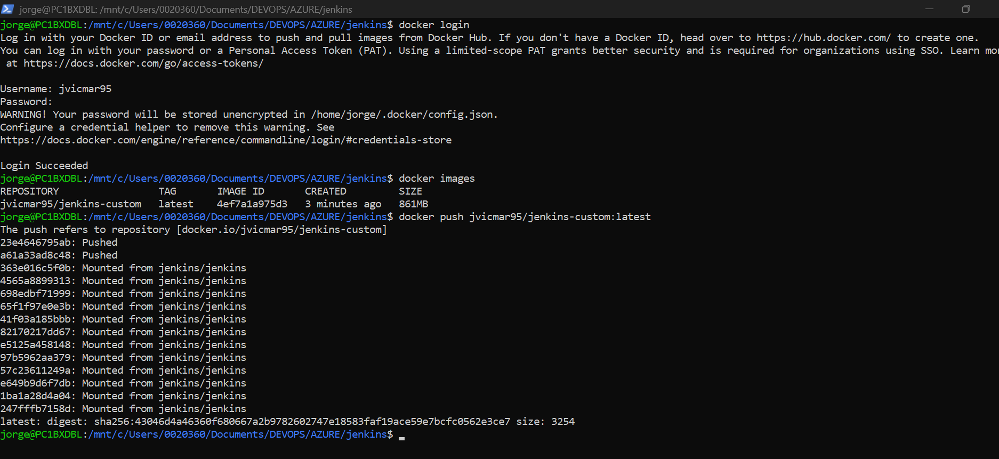 jorge@PC1BXDBL: /mnt/c/Users/0020360/Documents/DEVOPS/AZURE/jenkins
jorge@PC1BXDBL:/mnt/c/Users/0020360/Documents/DEVOPS/AZURE/jenkins$ docker login
Log in with your Docker ID or email address to push and pull images from Docker Hub. If you don't have a Docker ID, head over to https://hub.docker.com/ to create one.
You can log in with your password or a Personal Access Token (PAT). Using a limited-scope PAT grants better security and is required for organizations using SSO. Learn mor
at https://docs.docker.com/go/access-tokens/
Username: jvicmar95
Password:
WARNING! Your password will be stored unencrypted in /home/jorge/.docker/config.json.
Configure a credential helper to remove this warning. See
https://docs.docker.com/engine/reference/commandline/login/#credentials-store
Login Succeeded
jorge@PC1BXDBL:/mnt/c/Users/0020360/Documents/DEVOPS/AZURE/jenkins$ docker images
REPOSITORY TAG IMAGE ID CREATED SIZE
jvicmar95/jenkins-custom latest 4ef7a1a975d3 3 minutes ago 861MB
jorge@PC1BXDBL:/mnt/c/Users/0020360/Documents/DEVOPS/AZURE/jenkins$ docker push jvicmar95/jenkins-custom:latest
The push refers to repository [docker.io/jvicmar95/jenkins-custom]
23e4646795ab: Pushed
a61a33ad8c48: Pushed
363e016c5f0b: Mounted from jenkins/jenkins
4565a8899313: Mounted from jenkins/jenkins
698edbf71999: Mounted from jenkins/jenkins
65f1f97e0e3b: Mounted from jenkins/jenkins
41f03a185bbb: Mounted from jenkins/jenkins
82170217dd67: Mounted from jenkins/jenkins
e5125a458148: Mounted from jenkins/jenkins
97b5962aa379: Mounted from jenkins/jenkins
57c23611249a: Mounted from jenkins/jenkins
e649b9d6f7db: Mounted from jenkins/jenkins
1ba1a28d4a04: Mounted from jenkins/jenkins
247fffb7158d: Mounted from jenkins/jenkins
latest: digest: sha256:43046d4a46360f680667a2b9782602747e18583faf19ace59e7bcfc0562e3ce7 size: 3254
jorge@PC1BXDBL:/mnt/c/Users/0020360/Documents/DEVOPS/AZURE/jenkins$